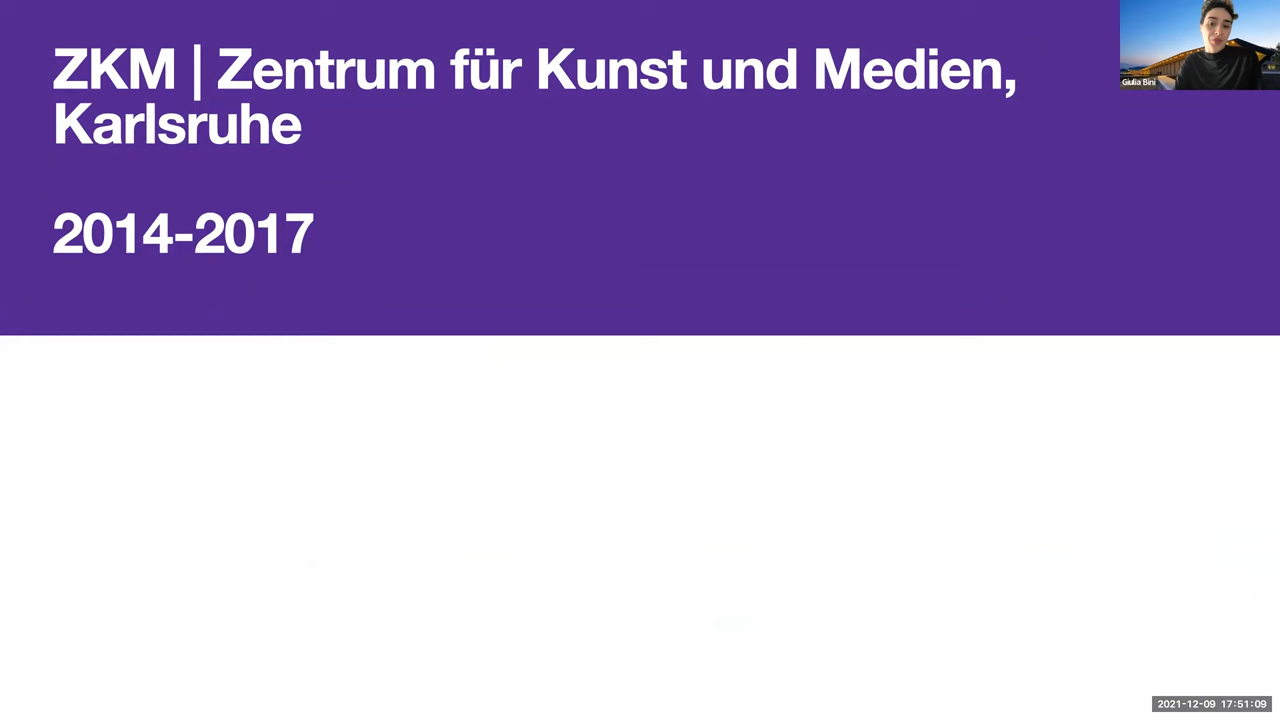 ZKM | Zentrum für Kunst und Medien,
Karlsruhe
2014-2017
Giulia Bini
2021-12-09 17:51:09